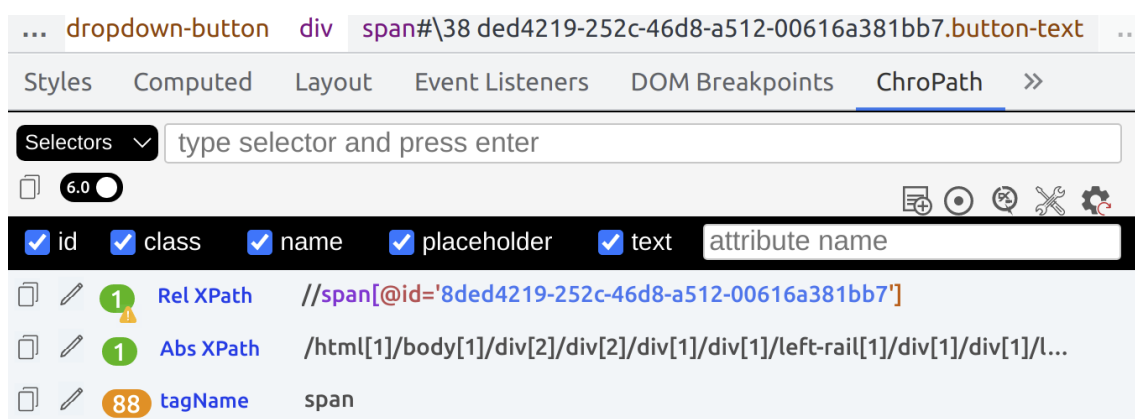 ... dropdown-button div span#\38 ded4219-252c-46d8-a512-00616a381bb7.button-text ..
Styles Computed Layout Event Listeners DOM Breakpoints ChroPath »
Selectors type selector and press enter
6.0
id class name placeholder text attribute name
1 Rel XPath //span[@id='8ded4219-252c-46d8-a512-00616a381bb7']
1 Abs XPath /html[1]/body[1]/div[2]/div[2]/div[1]/div[1]/left-rail[1]/div[1]/div[1]/l...
88 tagName span